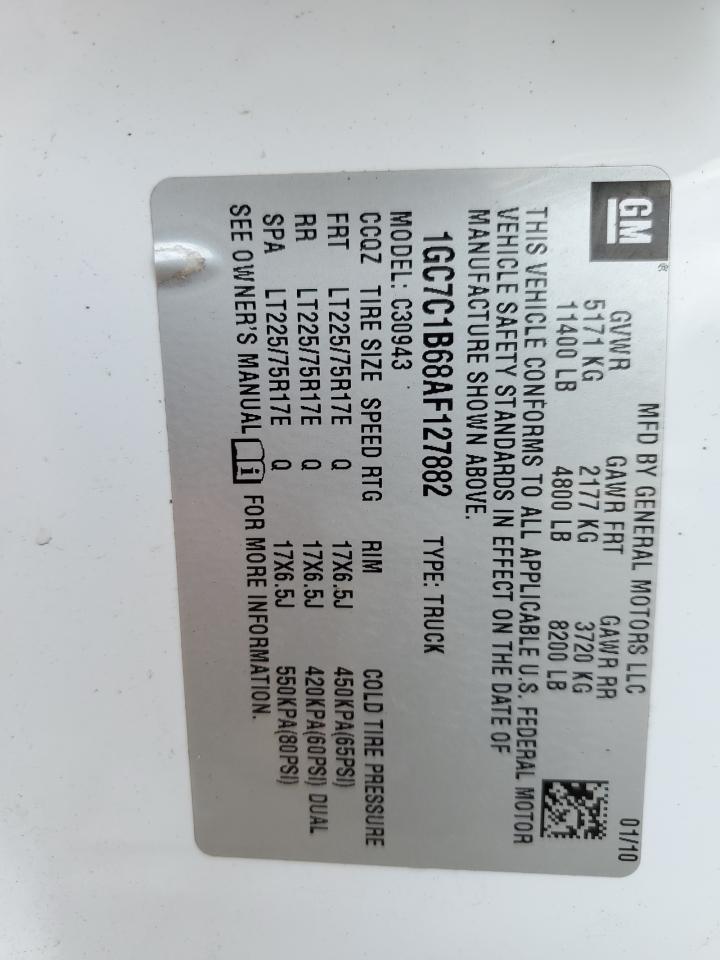 GM
MFD BY GENERAL MOTORS LLC 01/10
GVWR GAWR FRT GAWR RR
5171 KG 2177 KG 3720 KG
11400 LB 4800 LB 8200 LB
THIS VEHICLE CONFORMS TO ALL APPLICABLE U.S. FEDERAL MOTOR
VEHICLE SAFETY STANDARDS IN EFFECT ON THE DATE OF
MANUFACTURE SHOWN ABOVE.
1GC7C1B68AF127882 TYPE: TRUCK
MODEL: C30943
CCQZ TIRE SIZE SPEED RTG RIM COLD TIRE PRESSURE
FRT LT225/75R17E Q 17X6.5J 450KPA(65PSI)
RR LT225/75R17E Q 17X6.5J 420KPA(60PSI) DUAL
SPA LT225/75R17E Q 17X6.5J 550KPA(80PSI)
SEE OWNER'S MANUAL FOR MORE INFORMATION.